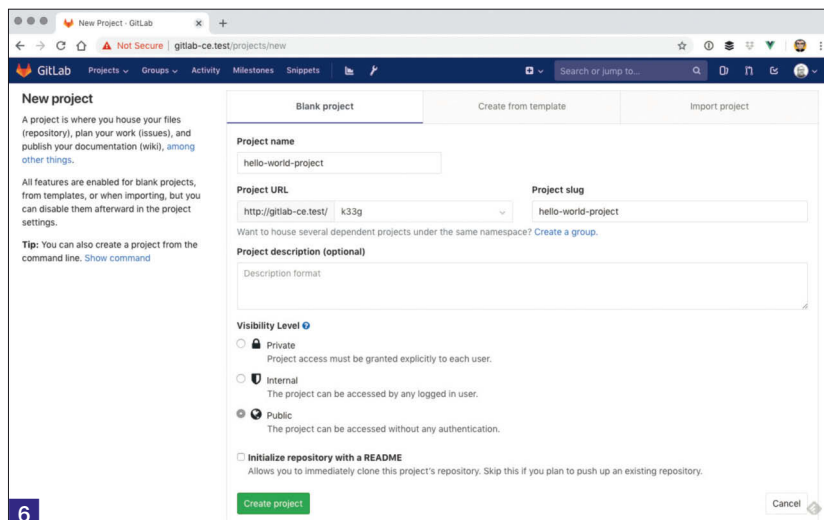 New Project · GitLab
Not Secure | gitlab-ce.test/projects/new
GitLab Projects Groups Activity Milestones Snippets Search or jump to...
New project
A project is where you house your files
(repository), plan your work (issues), and
publish your documentation (wiki), among
other things.
All features are enabled for blank projects,
from templates, or when importing, but you
can disable them afterward in the project
settings.
Tip: You can also create a project from the
command line. Show command
Blank project Create from template Import project
Project name
hello-world-project
Project URL Project slug
http://gitlab-ce.test/ k33g hello-world-project
Want to house several dependent projects under the same namespace? Create a group.
Project description (optional)
Description format
Visibility Level
Private
Project access must be granted explicitly to each user.
Internal
The project can be accessed by any logged in user.
Public
The project can be accessed without any authentication.
Initialize repository with a README
Allows you to immediately clone this project's repository. Skip this if you plan to push up an existing repository.
Create project Cancel
6